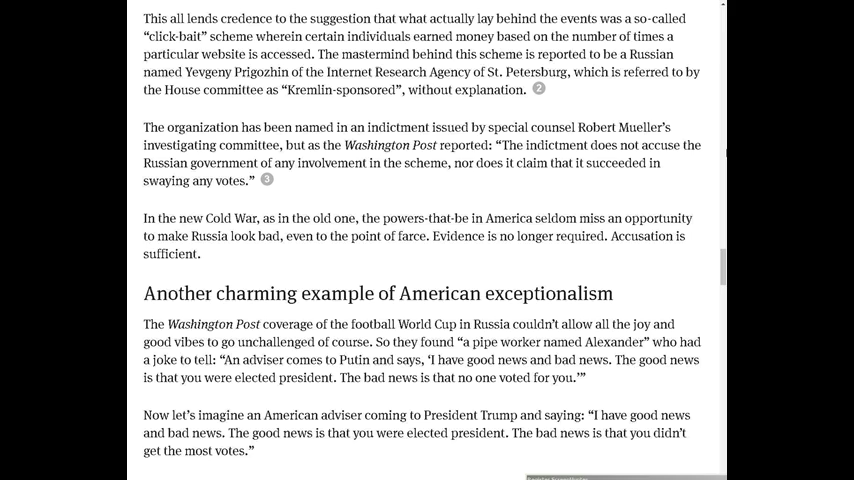 This all lends credence to the suggestion that what actually lay behind the events was a so-called
“click-bait” scheme wherein certain individuals earned money based on the number of times a
particular website is accessed. The mastermind behind this scheme is reported to be a Russian
named Yevgeny Prigozhin of the Internet Research Agency of St. Petersburg, which is referred to by
the House committee as “Kremlin-sponsored”, without explanation. 2
The organization has been named in an indictment issued by special counsel Robert Mueller’s
investigating committee, but as the Washington Post reported: “The indictment does not accuse the
Russian government of any involvement in the scheme, nor does it claim that it succeeded in
swaying any votes.” 3
In the new Cold War, as in the old one, the powers-that-be in America seldom miss an opportunity
to make Russia look bad, even to the point of farce. Evidence is no longer required. Accusation is
sufficient.
Another charming example of American exceptionalism
The Washington Post coverage of the football World Cup in Russia couldn’t allow all the joy and
good vibes to go unchallenged of course. So they found “a pipe worker named Alexander” who had
a joke to tell: “An adviser comes to Putin and says, ‘I have good news and bad news. The good news
is that you were elected president. The bad news is that no one voted for you.’”
Now let’s imagine an American adviser coming to President Trump and saying: “I have good news
and bad news. The good news is that you were elected president. The bad news is that you didn’t
get the most votes.”